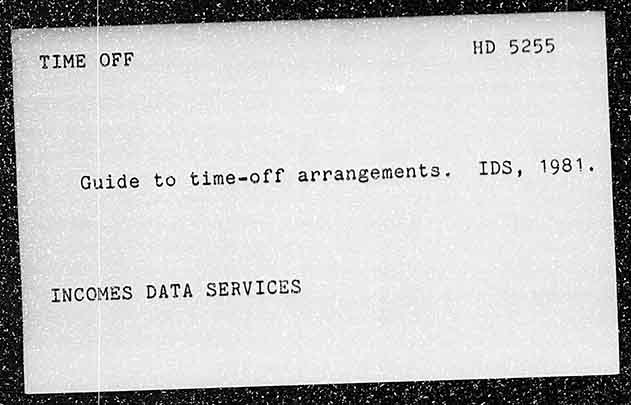 TIME OFF HD 5255
Guide to time-off arrangements. IDS, 1981.
INCOMES DATA SERVICES